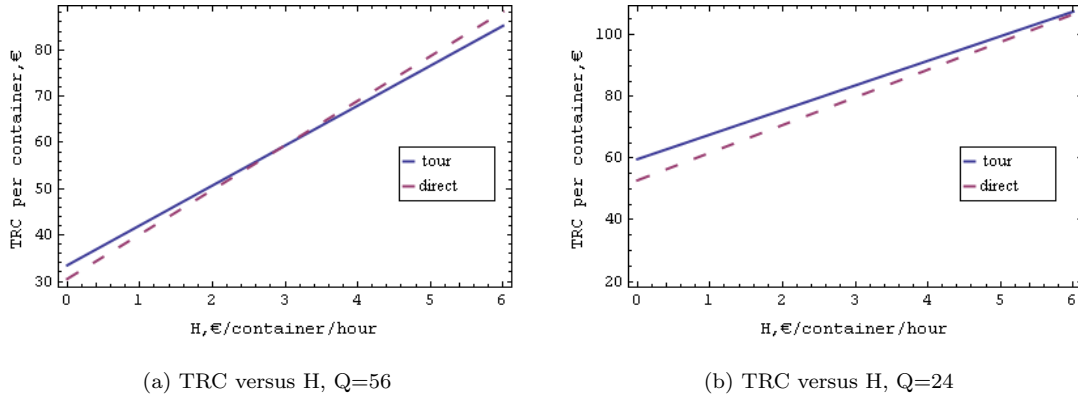 80
70
60
50
40
30
TRC per container,€
0 1 2 3 4 5 6
H,€/container/hour
tour
direct
(a) TRC versus H, Q=56
100
80
60
40
20
TRC per container,€
0 1 2 3 4 5 6
H,€/container/hour
tour
direct
(b) TRC versus H, Q=24